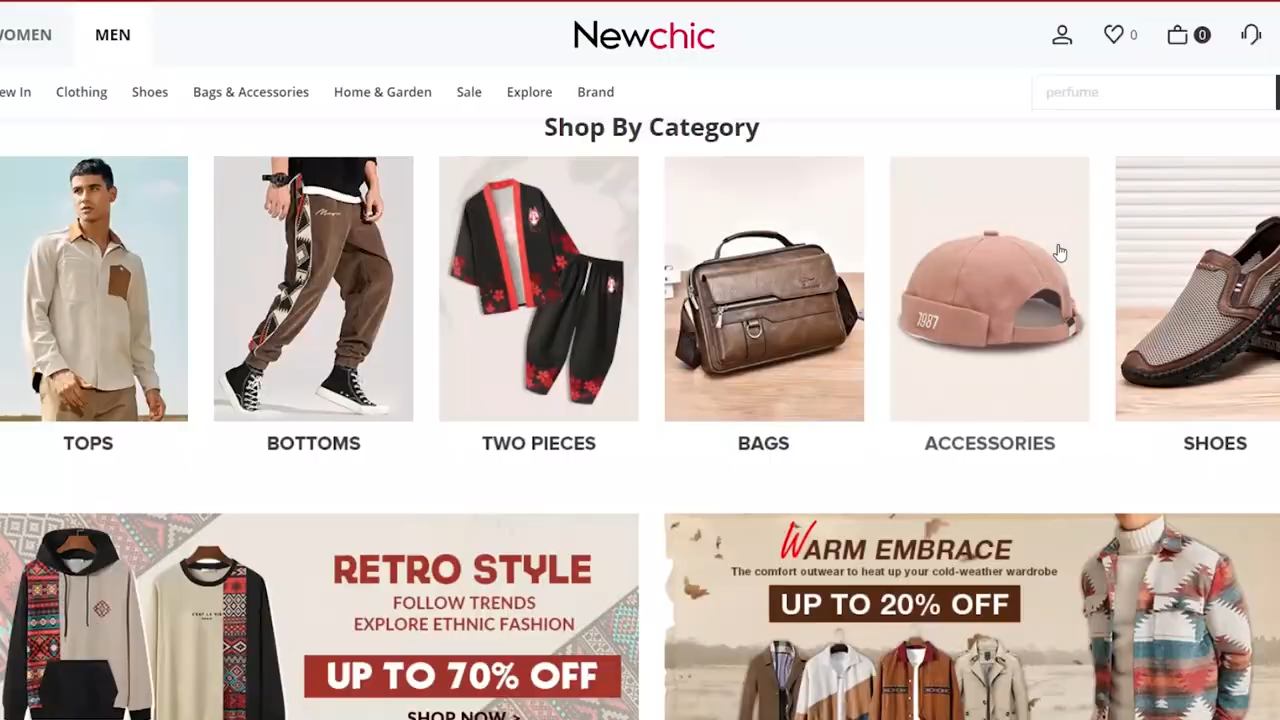 WOMEN
MEN
Newchic
0
0
ew In
Clothing
Shoes
Bags & Accessories
Home & Garden
Sale
Explore
Brand
perfume
Shop By Category
1987
TOPS
BOTTOMS
TWO PIECES
BAGS
ACCESSORIES
SHOES
RETRO STYLE
FOLLOW TRENDS
EXPLORE ETHNIC FASHION
UP TO 70% OFF
SHOP NOW >
WARM EMBRACE
The comfort outwear to heat up your cold-weather wardrobe
UP TO 20% OFF